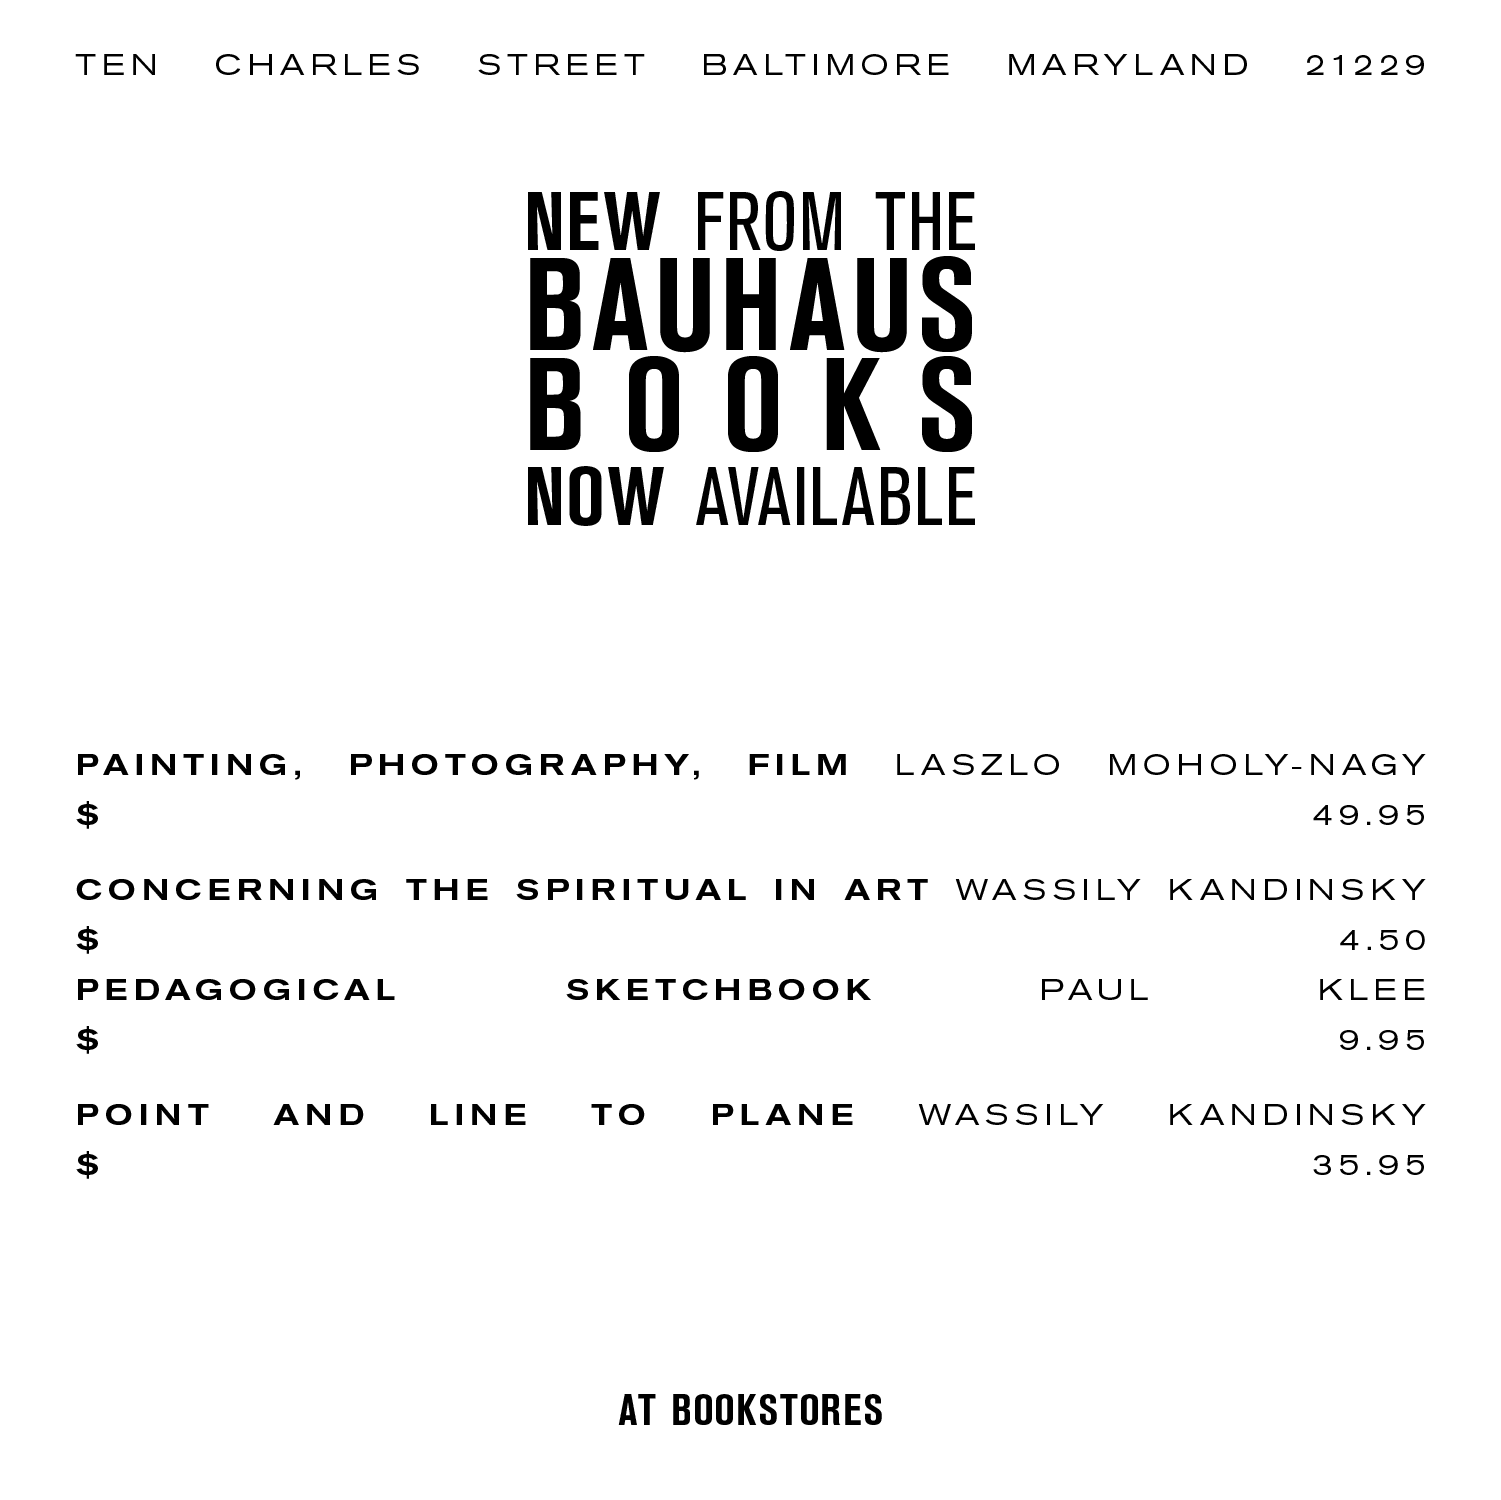 TEN CHARLES STREET BALTIMORE MARYLAND 21229
NEW FROM THE
BAUHAUS
BOOKS
NOW AVAILABLE
PAINTING, PHOTOGRAPHY, FILM LASZLO MOHOLY-NAGY
$ 49.95
CONCERNING THE SPIRITUAL IN ART WASSILY KANDINSKY
$ 4.50
PEDAGOGICAL SKETCHBOOK PAUL KLEE
$ 9.95
POINT AND LINE TO PLANE WASSILY KANDINSKY
$ 35.95
AT BOOKSTORES